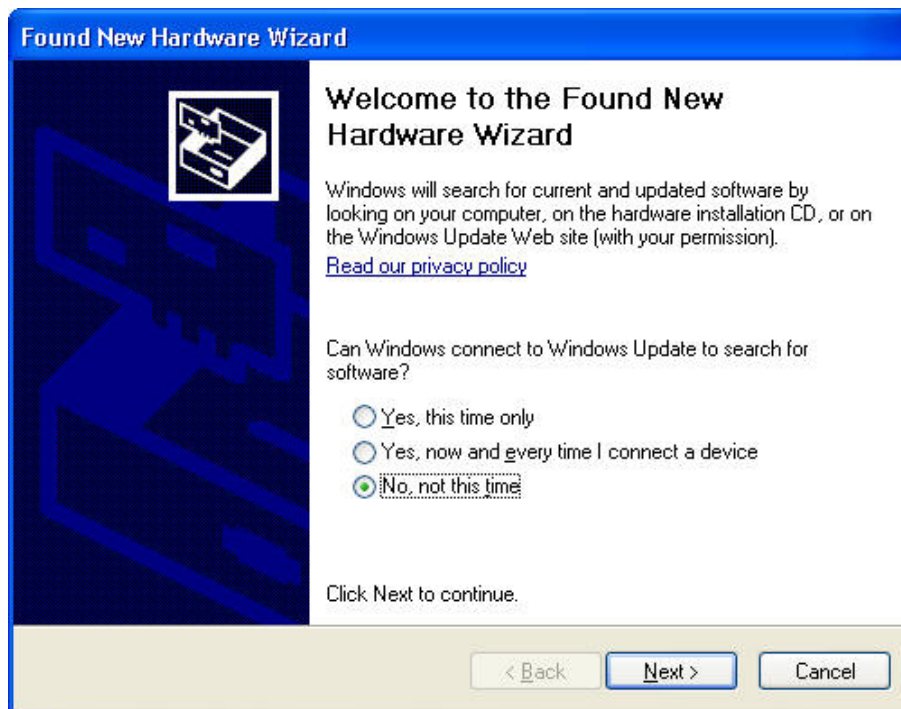 Found New Hardware Wizard
Welcome to the Found New
Hardware Wizard
Windows will search for current and updated software by
looking on your computer, on the hardware installation CD, or on
the Windows Update Web site (with your permission).
Read our privacy policy
Can Windows connect to Windows Update to search for
software?
Yes, this time only
Yes, now and every time I connect a device
No, not this time
Click Next to continue.
< Back
Next >
Cancel